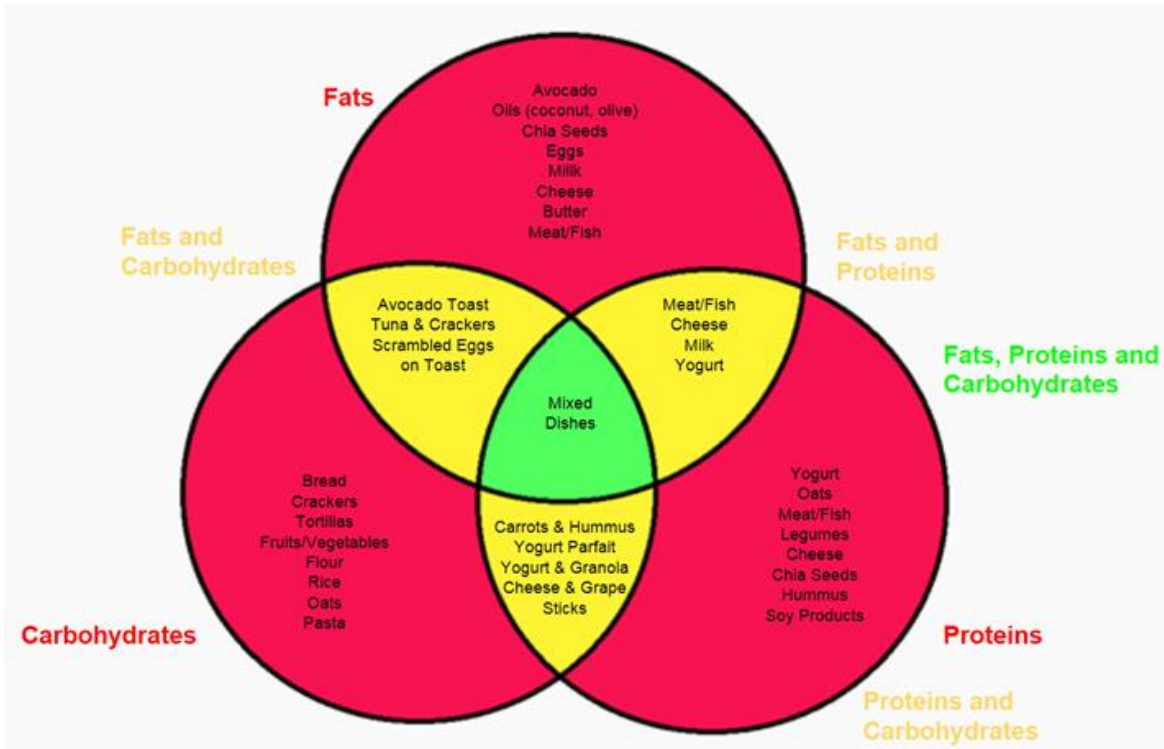 Fats
Avocado
Oils (coconut, olive)
Chia Seeds
Eggs
Millk
Cheese
Butter
Meat/Fish
Fats and
Carbohydrates
Fats and
Proteins
Avocado Toast
Tuna & Crackers
Scrambled Eggs
on Toast
Meat/Fish
Cheese
Milk
Yogurt
Fats, Proteins and
Carbohydrates
Mixed
Dishes
Bread
Crackers
Tortillas
Fruits/Vegetables
Flour
Rice
Oats
Pasta
Carrots & Hummus
Yogurt Parfait
Yogurt & Granola
Cheese & Grape
Sticks
Yogurt
Oats
Meat/Fish
Legumes
Cheese
Chia Seeds
Hummus
Soy Products
Carbohydrates
Proteins
Proteins and
Carbohydrates